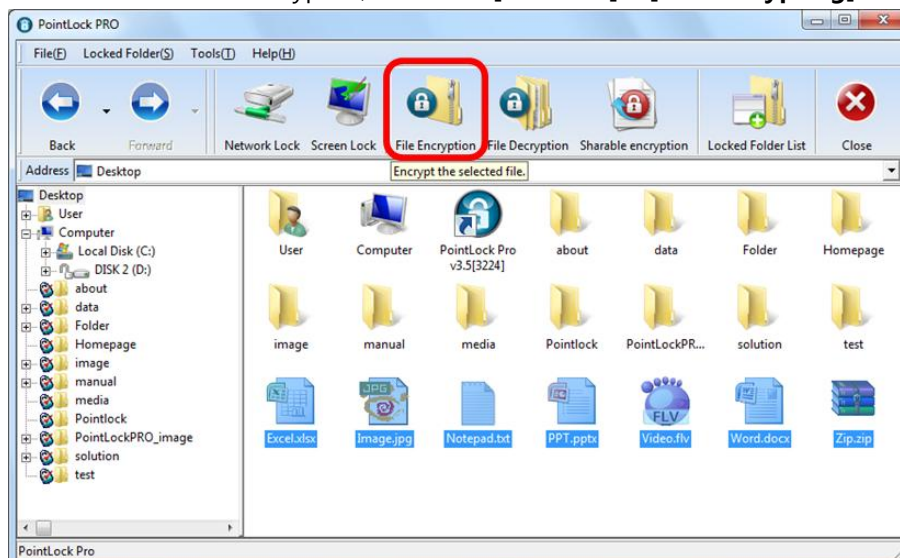 PointLock PRO
File(F) Locked Folder(S) Tools(T) Help(H)
Back Forward Network Lock Screen Lock File Encryption File Decryption Sharable encryption Locked Folder List Close
Address Desktop
Encrypt the selected file.
Desktop
User
Computer
Local Disk (C:)
DISK 2 (D:)
about
data
Folder
Homepage
image
manual
media
Pointlock
PointLockPRO_image
solution
test
User Computer PointLock Pro about data Folder Homepage
v3.5[3224]
image manual media Pointlock PointLockPR... solution test
JPG
FLV
Excel.xlsx Image.jpg Notepad.txt PPT.pptx Video.flv Word.docx Zip.zip
PointLock Pro